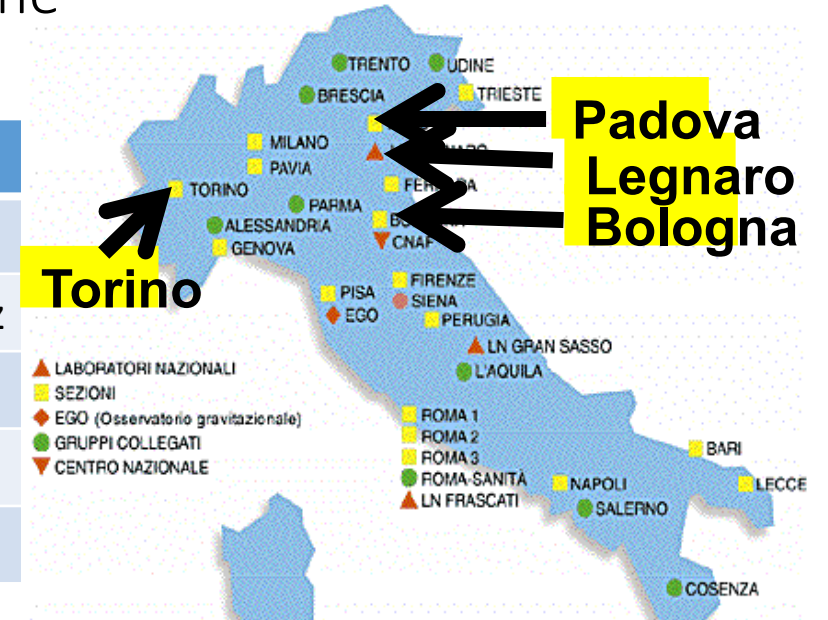 ne
TRENTO
UDINE
BRESCIA
TRIESTE
Padova
MILANO
Legnaro
PAVIA
TORINO
PARMA
Bologna
ALESSANDRIA
CNAF
GENOVA
Torino
FIRENZE
PISA
SIENA
z
EGO
PERUGIA
LN GRAN SASSO
L'AQUILA
LABORATORI NAZIONALI
SEZIONI
EGO (Osservatorio gravitazionale)
GRUPPI COLLEGATI
CENTRO NAZIONALE
ROMA 1
ROMA 2
ROMA 3
ROMA-SANITÀ
LN FRASCATI
BARI
NAPOLI
LECCE
SALERNO
COSENZA